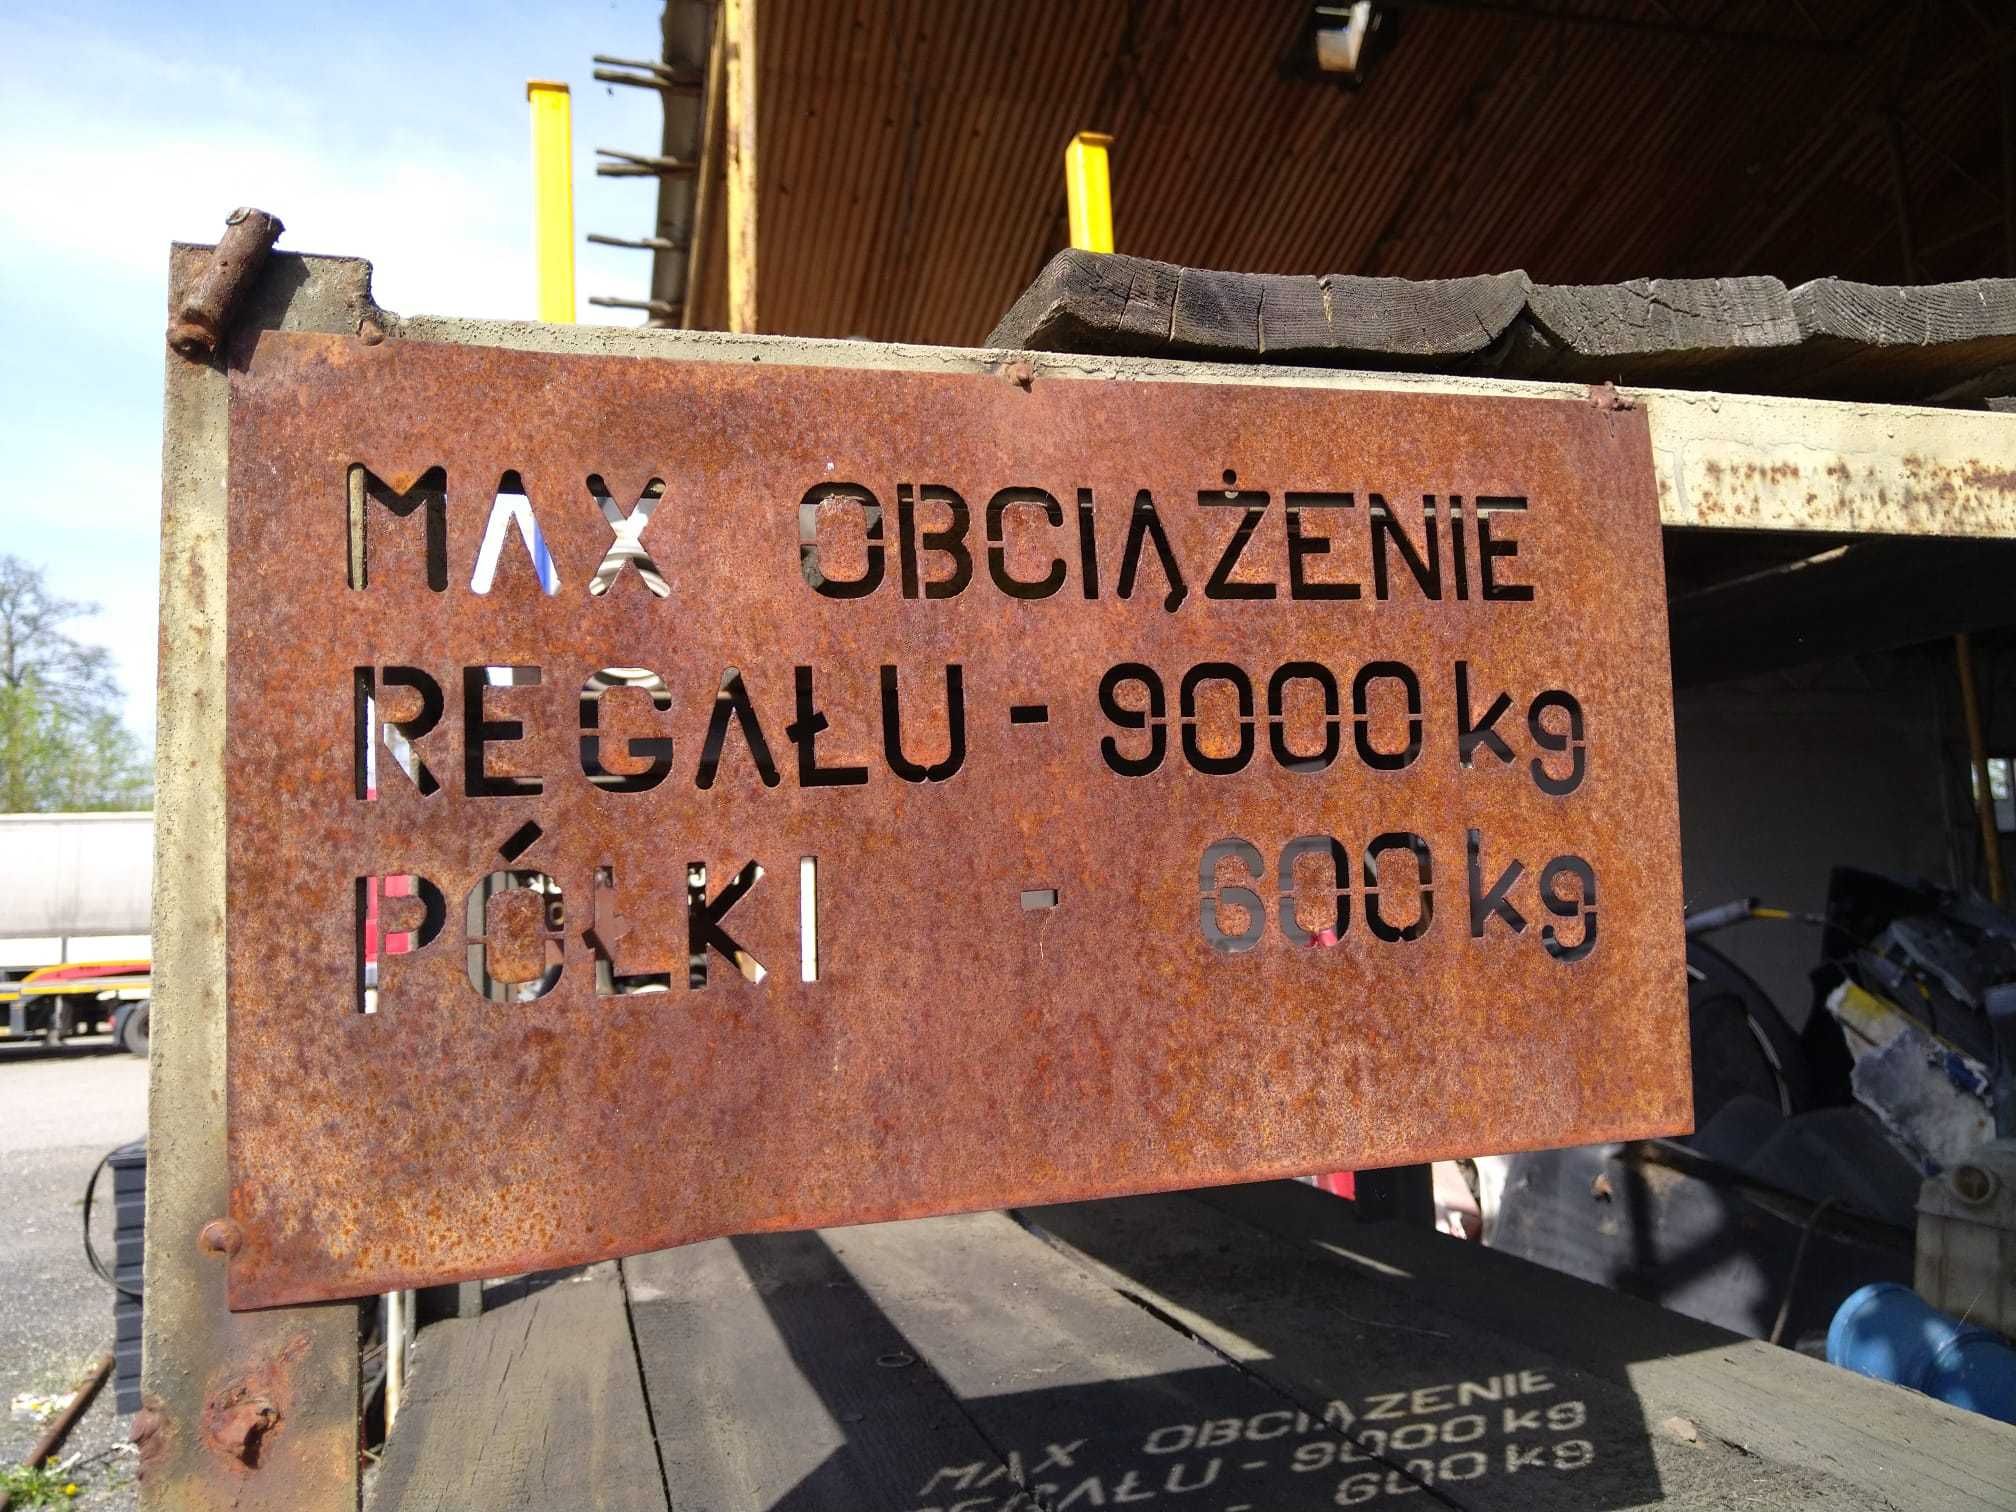 MAX OBCIĄŻENIE
REGAŁU - 9000 kg
PÓŁKI - 600 kg
MAX OBCIĄŻENIE
REGAŁU - 9000 kg
- 600 kg